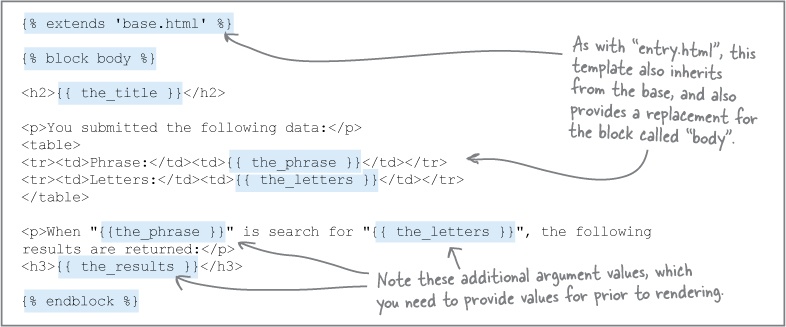 {% extends 'base.html' %}
{% block body %}
<h2>{{ the_title }}</h2>
<p>You submitted the following data:</p>
<table>
<tr><td>Phrase:</td><td>{{ the_phrase }}</td></tr>
<tr><td>Letters:</td><td>{{ the_letters }}</td></tr>
</table>
<p>When "{{the_phrase }}" is search for "{{ the_letters }}", the following
results are returned:</p>
<h3>{{ the_results }}</h3>
{% endblock %}
As with “entry.html”, this
template also inherits
from the base, and also
provides a replacement for
the block called “body”.
Note these additional argument values, which
you need to provide values for prior to rendering.